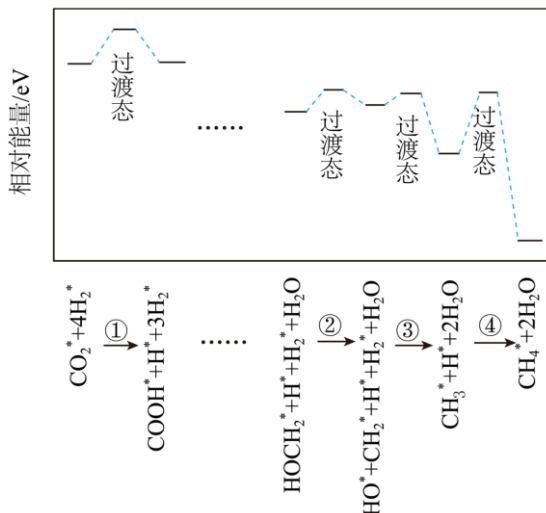 相对能量/eV
过渡态
……
过渡态
过渡态
过渡态
CO₂*+4H₂*
①
COOH*+H*+3H₂*
……
HOCH₂*+H*+H₂*+H₂O
②
HO*+CH₂*+H*+H₂*+H₂O
③
CH₃*+H*+2H₂O
④
CH₄*+2H₂O